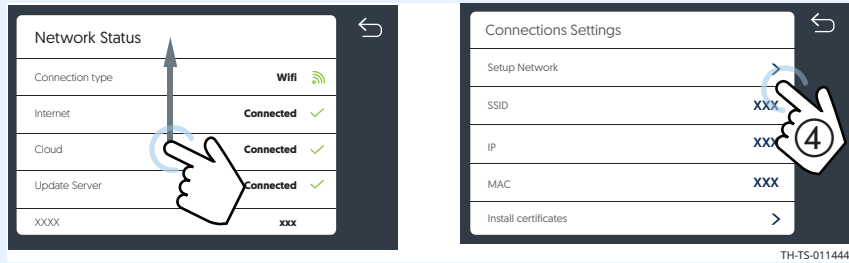 Network Status
Connection type Wifi
Internet Connected
Cloud Connected
Update Server Connected
XXXX xxx
Connections Settings
Setup Network
SSID XXX
IP XXX
MAC XXX
Install certificates
4
TH-TS-011444